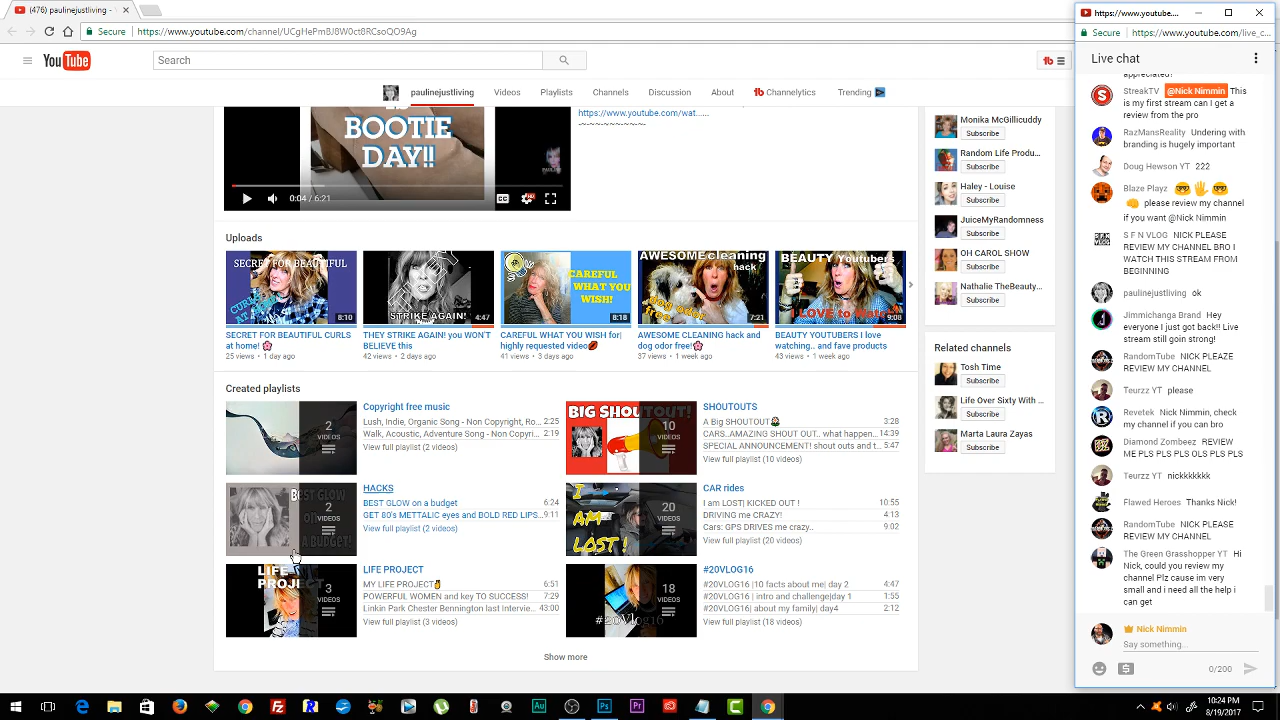 (476) paulinejustliving -
Secure https://www.youtube.com/channel/UCgHePmBJ8W0ct8RCsoQO9Ag
YouTube
Search
tb
paulinejustliving Videos Playlists Channels Discussion About tb Channelytics Trending
BOOTIE
DAY!!
0:04 / 6:21
CC
https://www.youtube.com/wat......
-~-~~-~~~-~~-~-
Uploads
SECRET FOR BEAUTIFUL
8:10
SECRET FOR BEAUTIFUL CURLS
at home!
25 views • 1 day ago
STRIKE AGAIN!
4:47
THEY STRIKE AGAIN! you WON'T
BELIEVE this
42 views • 2 days ago
CAREFUL
WHAT YOU
WISH!
8:18
CAREFUL WHAT YOU WISH for|
highly requested video
41 views • 3 days ago
AWESOME CLEANING
hack
dog odor free!
7:21
AWESOME CLEANING hack and
dog odor free!
37 views • 1 week ago
BEAUTY Youtubers
I LOVE to
9:08
BEAUTY YOUTUBERS I love
watching.. and fave products
43 views • 1 week ago
Created playlists
2
VIDEOS
Copyright free music
Lush, Indie, Organic Song - Non Copyright, Ro... 2:25
Walk, Acoustic, Adventure Song - Non Copyri... 2:19
View full playlist (2 videos)
BIG SHOUTOUT!
10
VIDEOS
SHOUTOUTS
A Big SHOUTOUT 3:28
CARS..AMAZING SHOUT OUT... what happen... 14:39
SPECIAL ANNOUNCEMENT! shout outs and t... 5:47
View full playlist (10 videos)
BEST GLOW
ON A BUDGET!
2
VIDEOS
HACKS
BEST GLOW on a budget 6:24
GET 80's METTALIC eyes and BOLD RED LIPS... 9:11
View full playlist (2 videos)
I
AM
LOST!
20
VIDEOS
CAR rides
I am LOST| KICKED OUT ! 10:55
DRIVING me CRAZY! 4:13
Cars: GPS DRIVES me crazy.. 9:02
View full playlist (20 videos)
LIFE
PROJECT
3
VIDEOS
LIFE PROJECT
MY LIFE PROJECT 6:51
POWERFUL WOMEN and KEY TO SUCCESS! 7:29
Linkin Park Chester Bennington last Intervie... 43:00
View full playlist (3 videos)
#20Vlog16
18
VIDEOS
#20VLOG16
#20VLOG16 |10 facts about me| day 2 4:47
#20VLOG16 | intro and challenge|day 1 1:55
#20VLOG16 | about my family| day4 2:12
View full playlist (18 videos)
Show more
Monika McGillicuddy
Subscribe
Random Life Produ...
Subscribe
Haley - Louise
Subscribe
JuiceMyRandomness
Subscribe
OH CAROL SHOW
Subscribe
Nathalie TheBeauty...
Subscribe
Related channels
Tosh Time
Subscribe
Life Over Sixty With ...
Subscribe
Marta Laura Zayas
Subscribe
https://www.youtube....
Secure https://www.youtube.com/live_c...
Live chat
appreciated!
StreakTV @Nick Nimmin This
is my first stream can I get a
review from the pro
RazMansReality Undering with
branding is hugely important
Doug Hewson YT 222
Blaze Playz
please review my channel
if you want @Nick Nimmin
S F N VLOG NICK PLEASE
REVIEW MY CHANNEL BRO I
WATCH THIS STREAM FROM
BEGINNING
paulinejustliving ok
Jimmichanga Brand Hey
everyone I just got back!! Live
stream still goin strong!
RandomTube NICK PLEAZE
REVIEW MY CHANNEL
Teurzz YT please
Revetek Nick Nimmin, check
my channel if you can bro
Diamond Zombeez REVIEW
ME PLS PLS PLS OLS PLS PLS
Teurzz YT nickkkkkkk
Flawed Heroes Thanks Nick!
RandomTube NICK PLEASE
REVIEW MY CHANNEL
The Green Grasshopper YT Hi
Nick, could you review my
channel Plz cause im very
small and i need all the help i
can get
Nick Nimmin
Say something...
0/200
Au Ps Pr
10:24 PM
8/19/2017